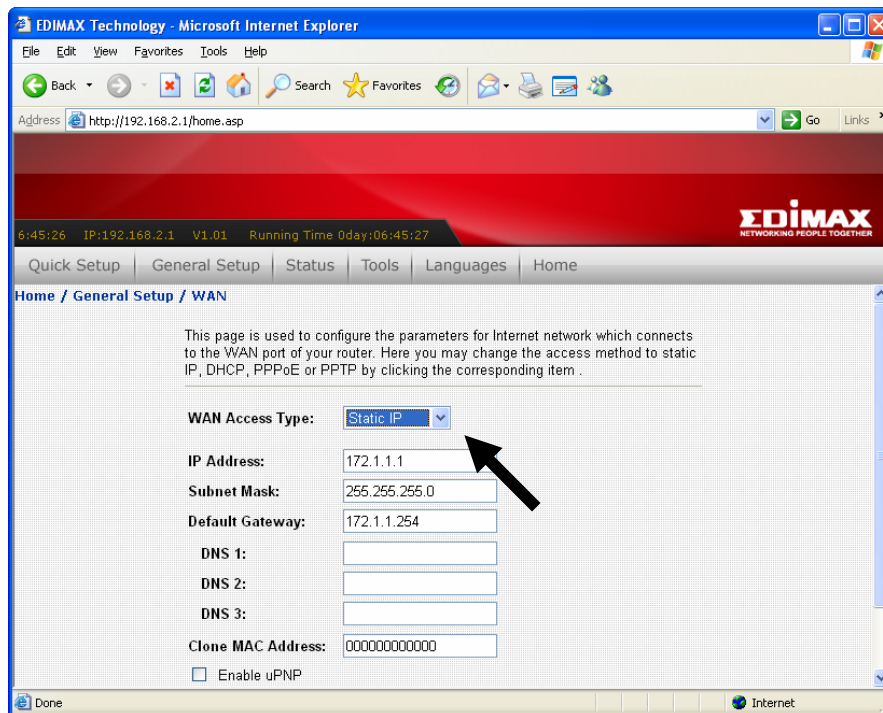 EDIMAX Technology - Microsoft Internet Explorer
File Edit View Favorites Tools Help
Back Search Favorites
Address http://192.168.2.1/home.asp Go Links
EDIMAX
NETWORKING PEOPLE TOGETHER
6:45:26 IP:192.168.2.1 V1.01 Running Time 0day:06:45:27
Quick Setup General Setup Status Tools Languages Home
Home / General Setup / WAN
This page is used to configure the parameters for Internet network which connects
to the WAN port of your router. Here you may change the access method to static
IP, DHCP, PPPoE or PPTP by clicking the corresponding item .
WAN Access Type: Static IP
IP Address: 172.1.1.1
Subnet Mask: 255.255.255.0
Default Gateway: 172.1.1.254
DNS 1:
DNS 2:
DNS 3:
Clone MAC Address: 000000000000
Enable uPNP
Done Internet